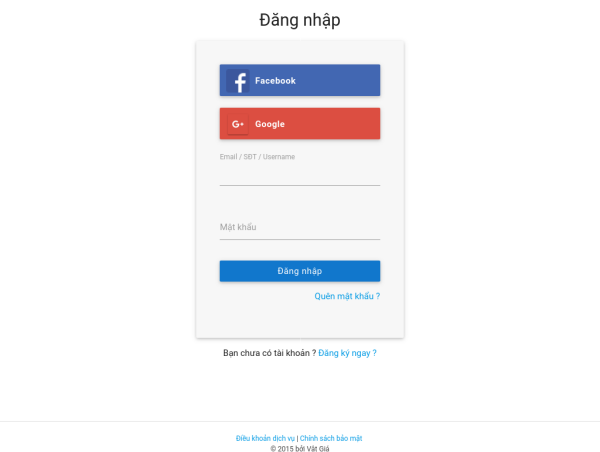 Đăng nhập
Facebook
G+ Google
Email / SĐT / Username
Mật khẩu
Đăng nhập
Quên mật khẩu ?
Bạn chưa có tài khoản ? Đăng ký ngay ?
Điều khoản dịch vụ | Chính sách bảo mật
© 2015 bởi Vật Giá